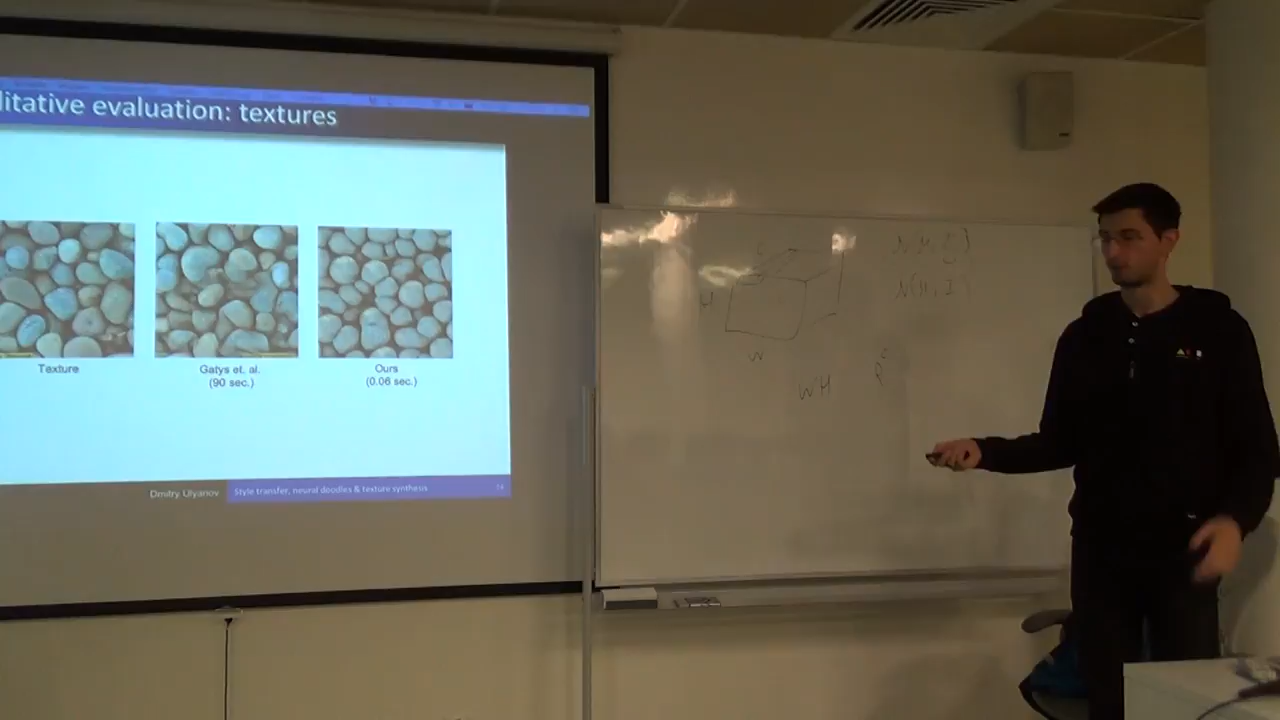 litative evaluation: textures
Texture
Gatys et. al.
(90 sec.)
Ours
(0.06 sec.)
Dmitry Ulyanov
Style transfer, neural doodles & texture synthesis
C
H
W
WH